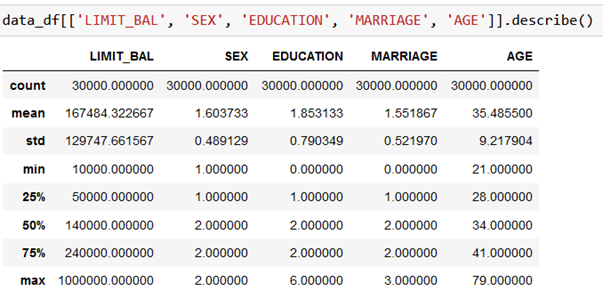 data_df[['LIMIT_BAL', 'SEX', 'EDUCATION', 'MARRIAGE', 'AGE']].describe()
LIMIT_BAL SEX EDUCATION MARRIAGE AGE
count 30000.000000 30000.000000 30000.000000 30000.000000 30000.000000
mean 167484.322667 1.603733 1.853133 1.551867 35.485500
std 129747.661567 0.489129 0.790349 0.521970 9.217904
min 10000.000000 1.000000 0.000000 0.000000 21.000000
25% 50000.000000 1.000000 1.000000 1.000000 28.000000
50% 140000.000000 2.000000 2.000000 2.000000 34.000000
75% 240000.000000 2.000000 2.000000 2.000000 41.000000
max 1000000.000000 2.000000 6.000000 3.000000 79.000000